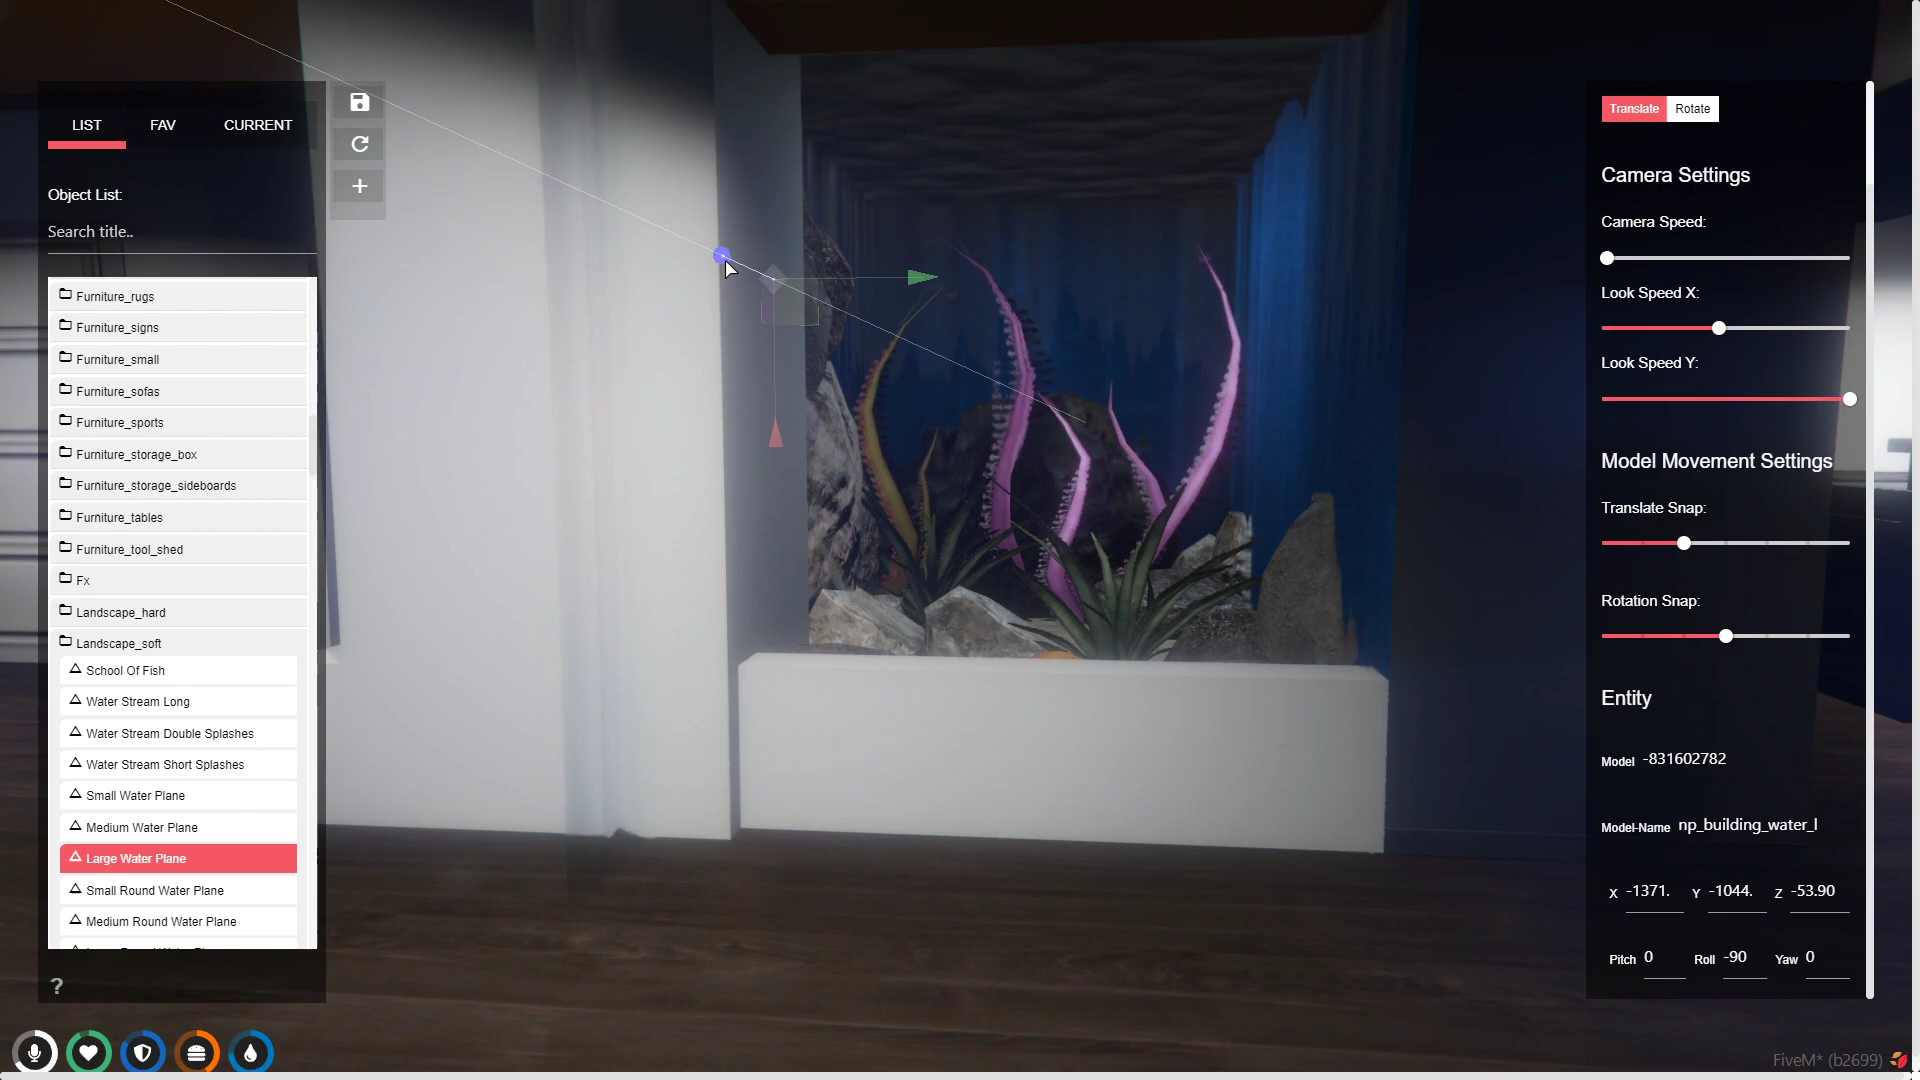 LIST FAV CURRENT
Object List:
Search title..
Furniture_rugs
Furniture_signs
Furniture_small
Furniture_sofas
Furniture_sports
Furniture_storage_box
Furniture_storage_sideboards
Furniture_tables
Furniture_tool_shed
Fx
Landscape_hard
Landscape_soft
School Of Fish
Water Stream Long
Water Stream Double Splashes
Water Stream Short Splashes
Small Water Plane
Medium Water Plane
Large Water Plane
Small Round Water Plane
Medium Round Water Plane
?
Translate Rotate
Camera Settings
Camera Speed:
Look Speed X:
Look Speed Y:
Model Movement Settings
Translate Snap:
Rotation Snap:
Entity
Model -831602782
Model-Name np_building_water_l
X -1371. Y -1044. Z -53.90
Pitch 0 Roll -90 Yaw 0
FiveM* (b2699)